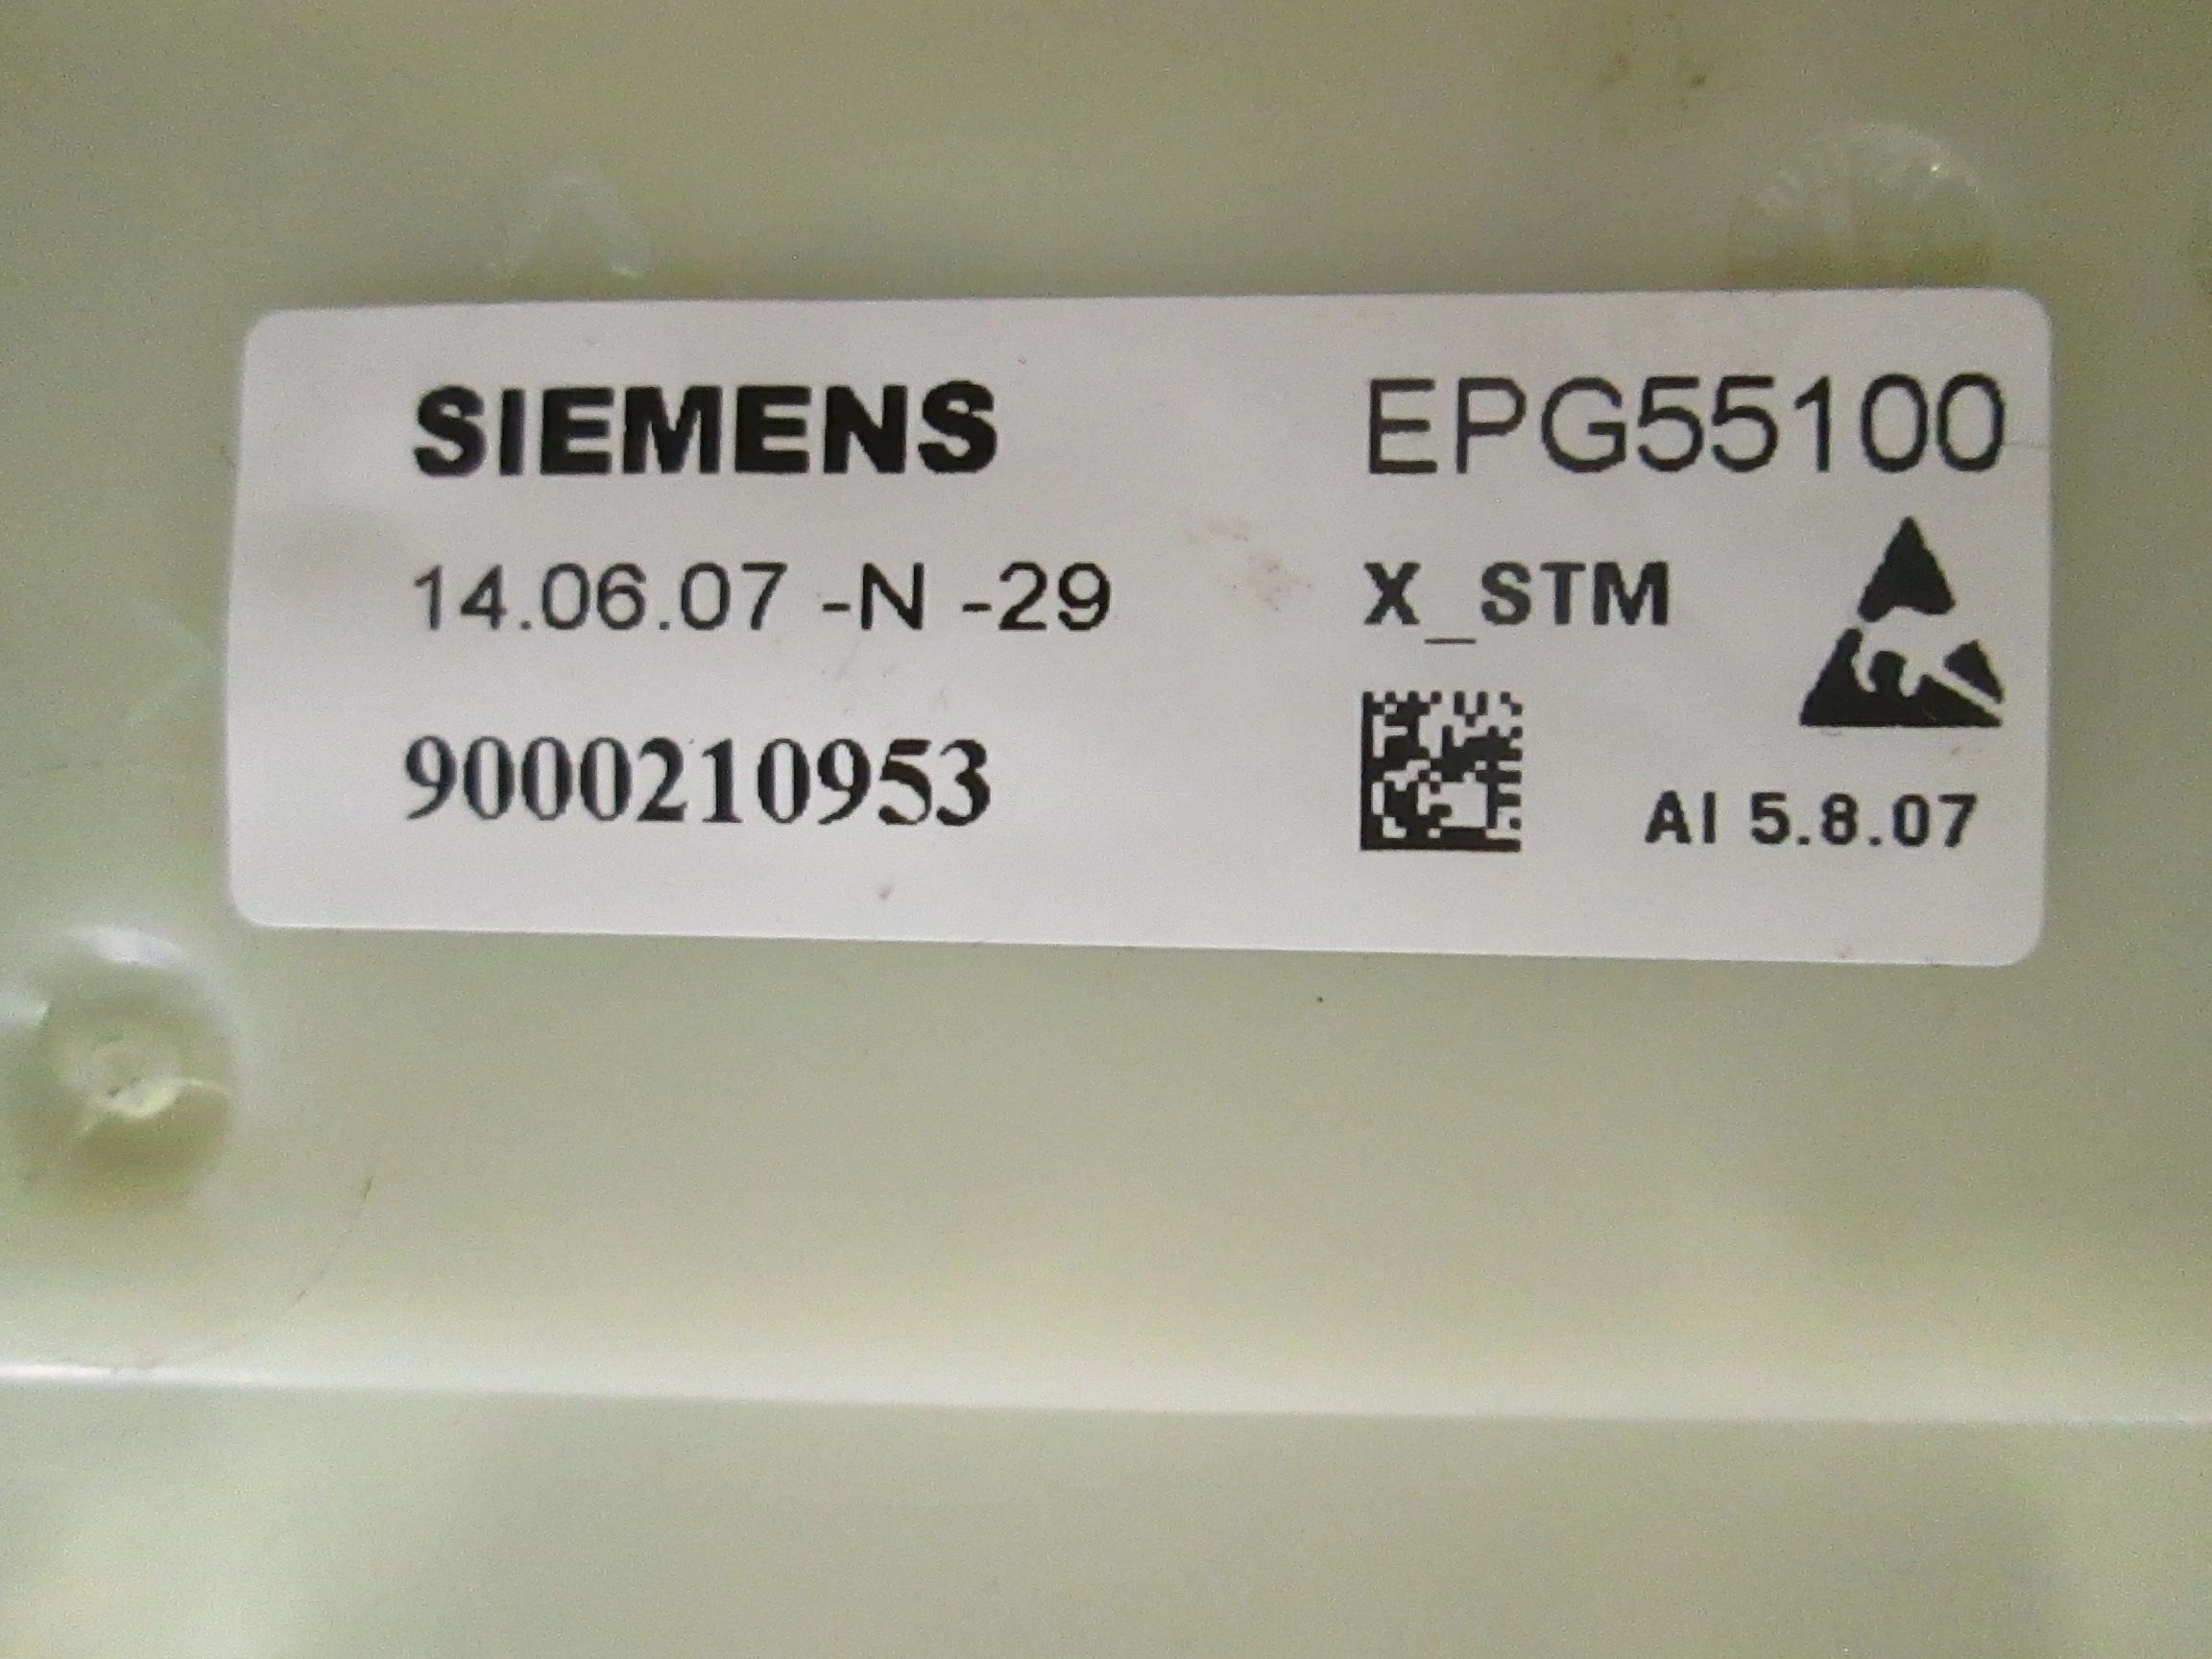 SIEMENS EPG55100
14.06.07 -N -29 X_STM
9000210953
AI 5.8.07